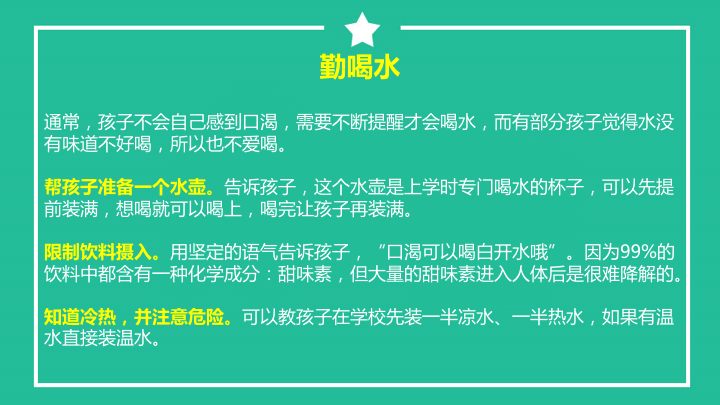 勤喝水
通常，孩子不会自己感到口渴，需要不断提醒才会喝水，而有部分孩子觉得水没
有味道不好喝，所以也不爱喝。
帮孩子准备一个水壶。告诉孩子，这个水壶是上学时专门喝水的杯子，可以先提
前装满，想喝就可以喝上，喝完让孩子再装满。
限制饮料摄入。用坚定的语气告诉孩子，“口渴可以喝白开水哦”。因为99%的
饮料中都含有一种化学成分：甜味素，但大量的甜味素进入人体后是很难降解的。
知道冷热，并注意危险。可以教孩子在学校先装一半凉水、一半热水，如果有温
水直接装温水。